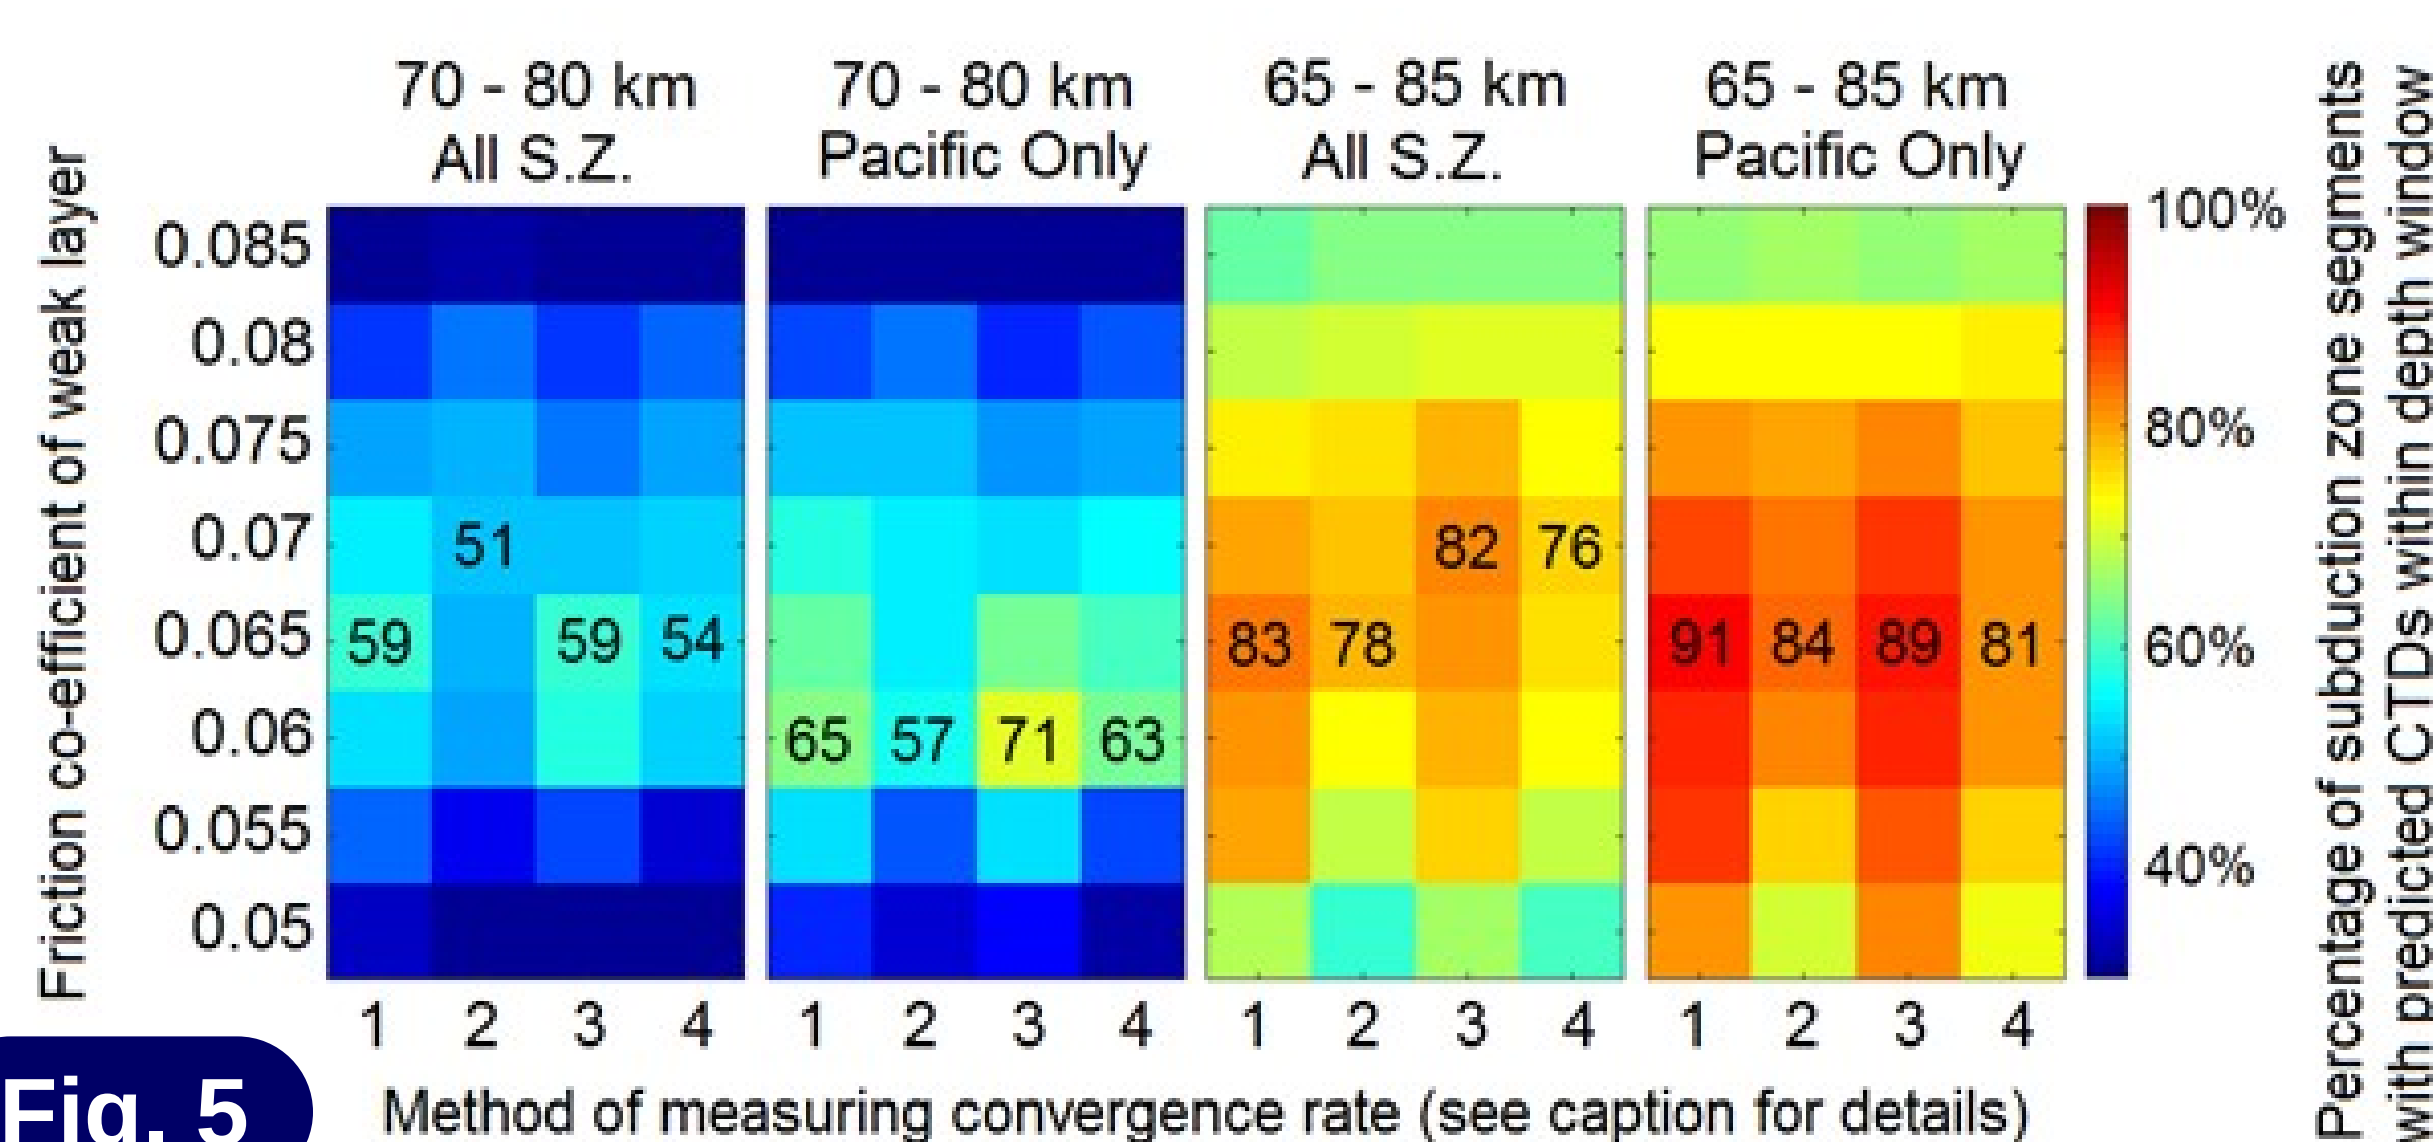 70 - 80 km
All S.Z.
70 - 80 km
Pacific Only
65 - 85 km
All S.Z.
65 - 85 km
Pacific Only
Friction co-efficient of weak layer
0.085
0.08
0.075
0.07
0.065
0.06
0.055
0.05
51
82 76
59 59 54
83 78
91 84 89 81
65 57 71 63
1 2 3 4
1 2 3 4
1 2 3 4
1 2 3 4
Method of measuring convergence rate (see caption for details)
100%
80%
60%
40%
Percentage of subduction zone segments
with predicted CTDs within depth window
Fig. 5